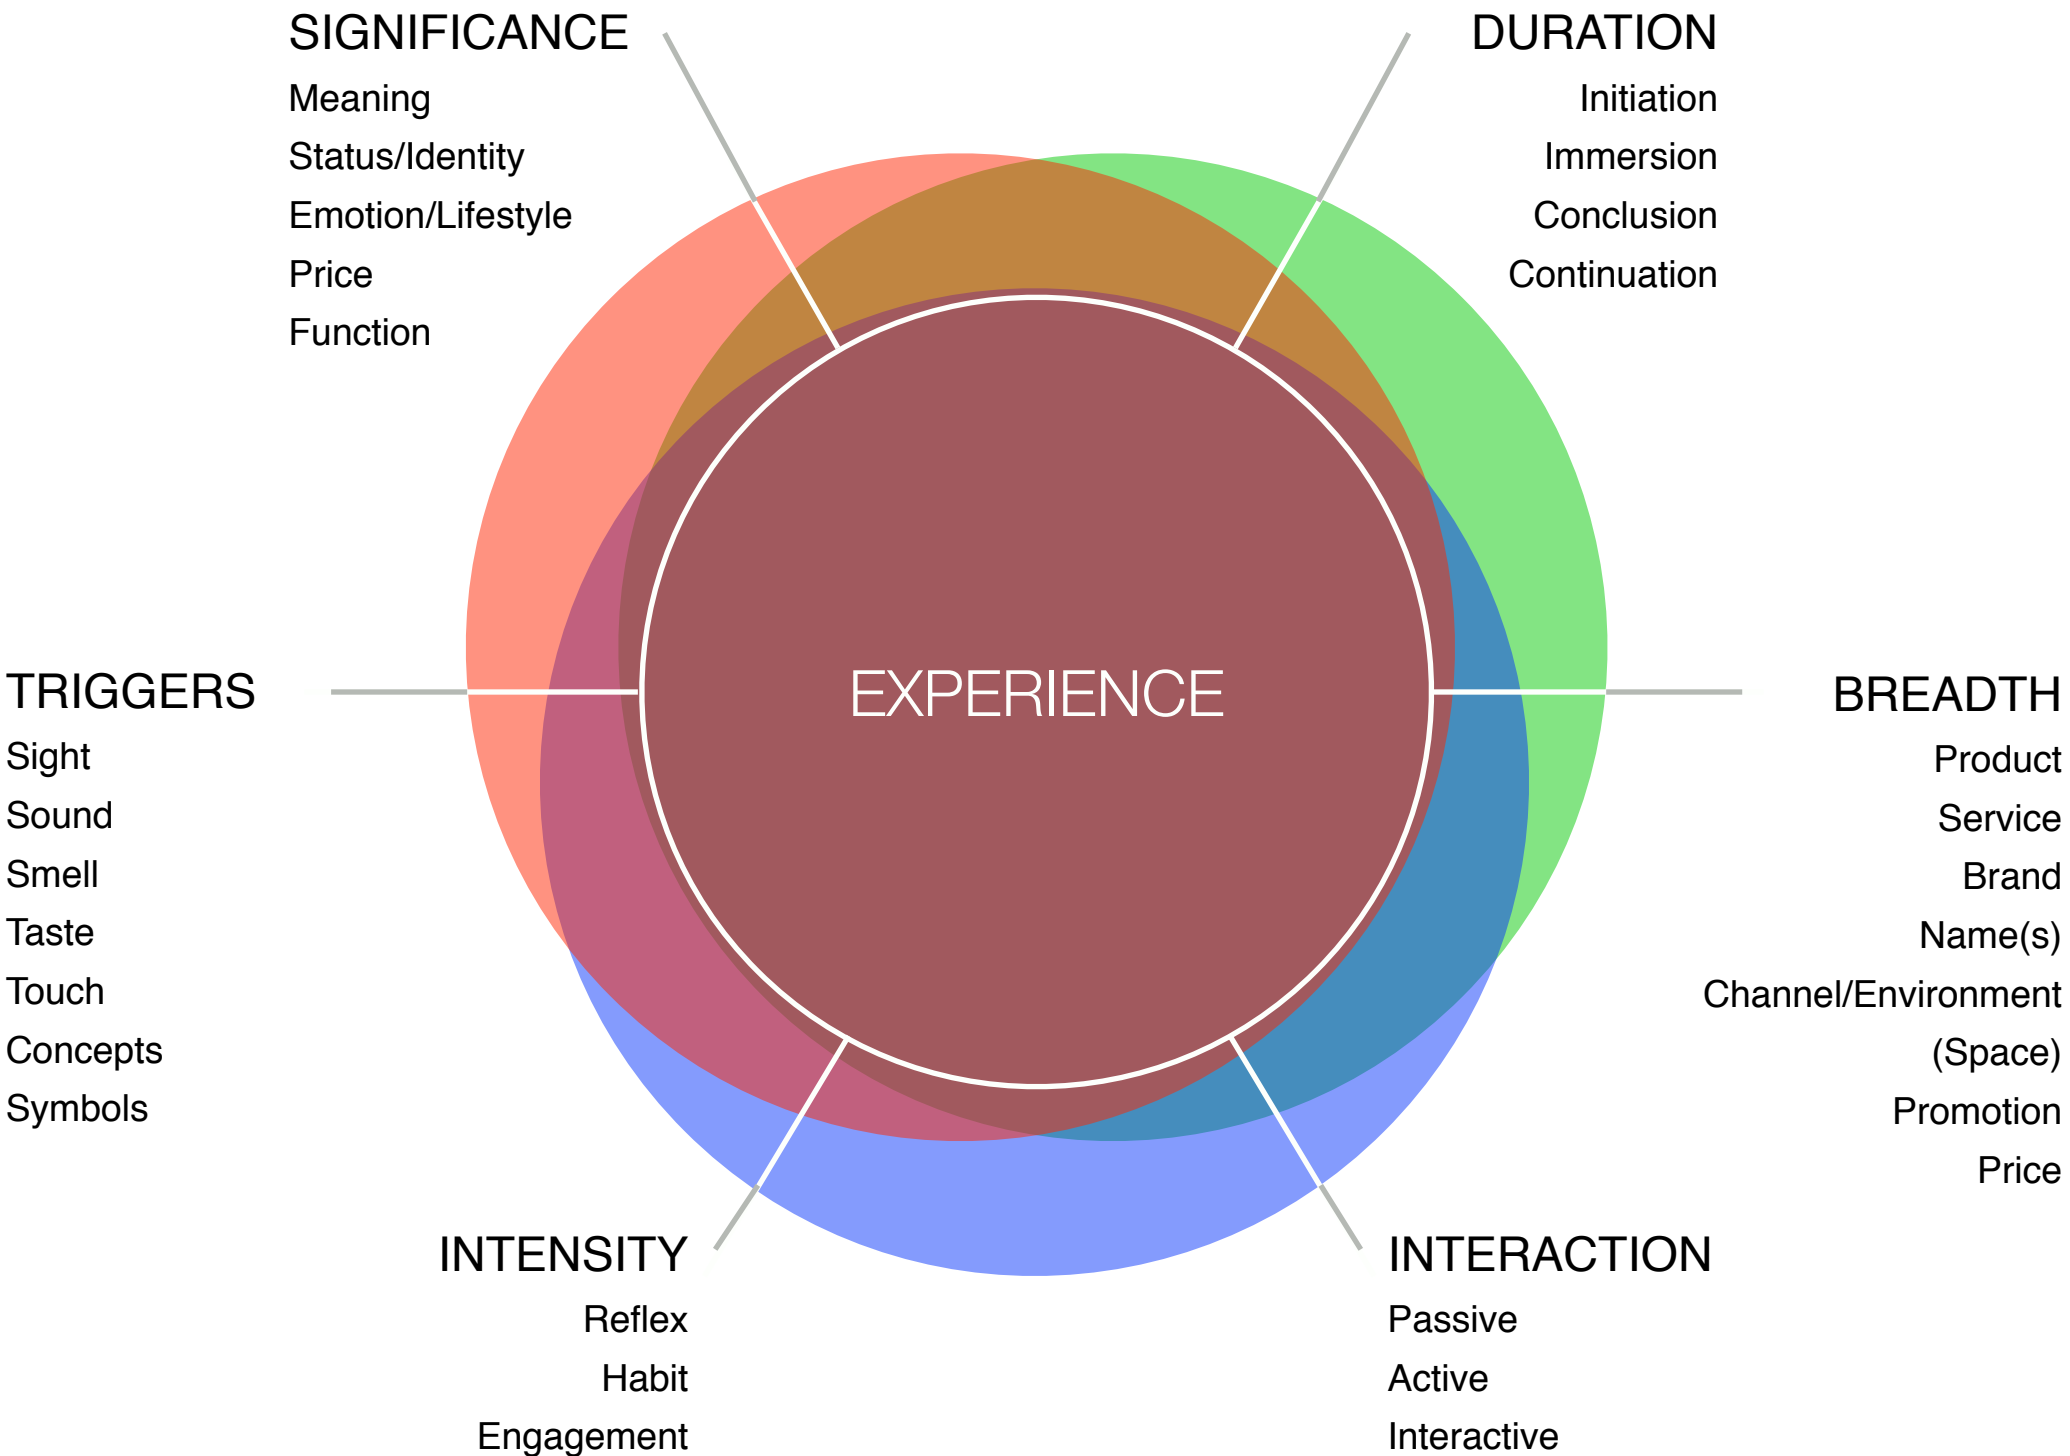 SIGNIFICANCE
Meaning
Status/Identity
Emotion/Lifestyle
Price
Function
DURATION
Initiation
Immersion
Conclusion
Continuation
TRIGGERS
Sight
Sound
Smell
Taste
Touch
Concepts
Symbols
EXPERIENCE
BREADTH
Product
Service
Brand
Name(s)
Channel/Environment
(Space)
Promotion
Price
INTENSITY
Reflex
Habit
Engagement
INTERACTION
Passive
Active
Interactive